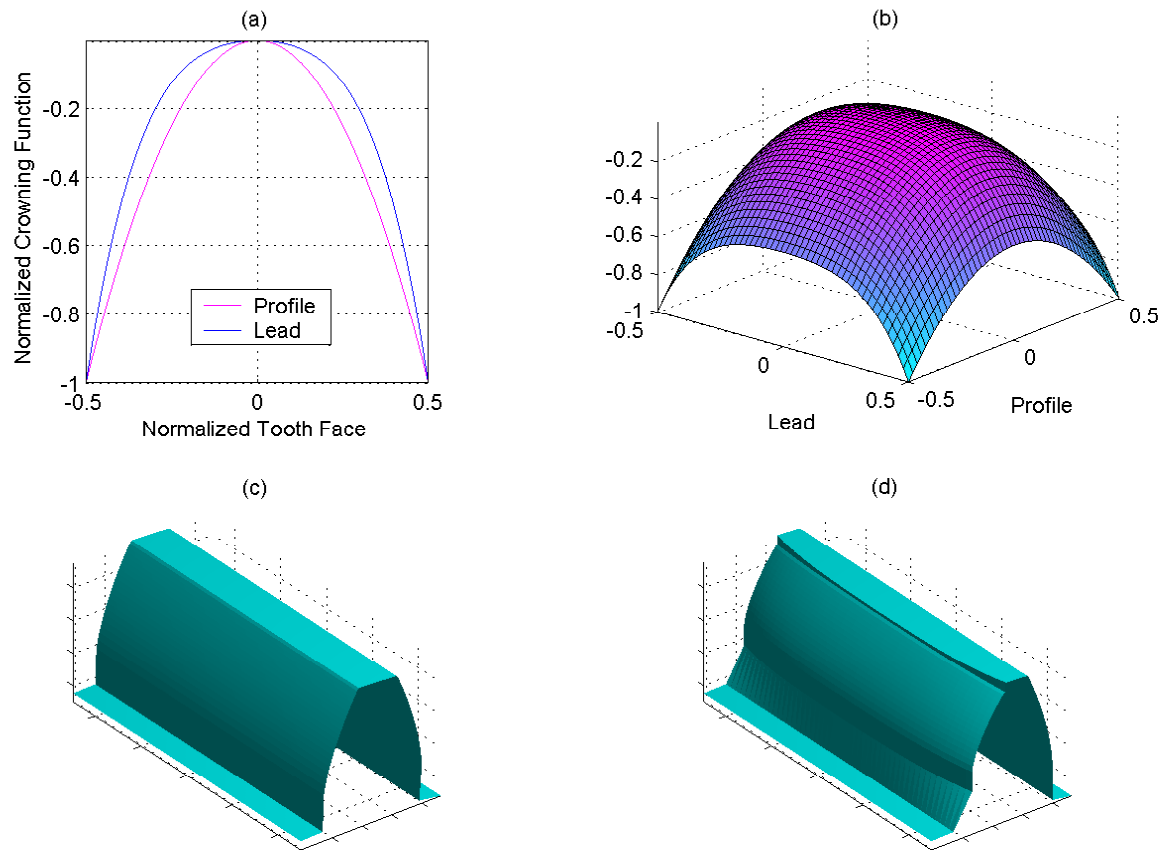 (a)
Normalized Crowning Function
-0.2
-0.4
-0.6
-0.8
-1
-0.5
0
0.5
Normalized Tooth Face
Profile
Lead
(b)
-0.2
-0.4
-0.6
-0.8
-1
-0.5
0
0.5
Lead
-0.5
0
0.5
Profile
(c)
(d)